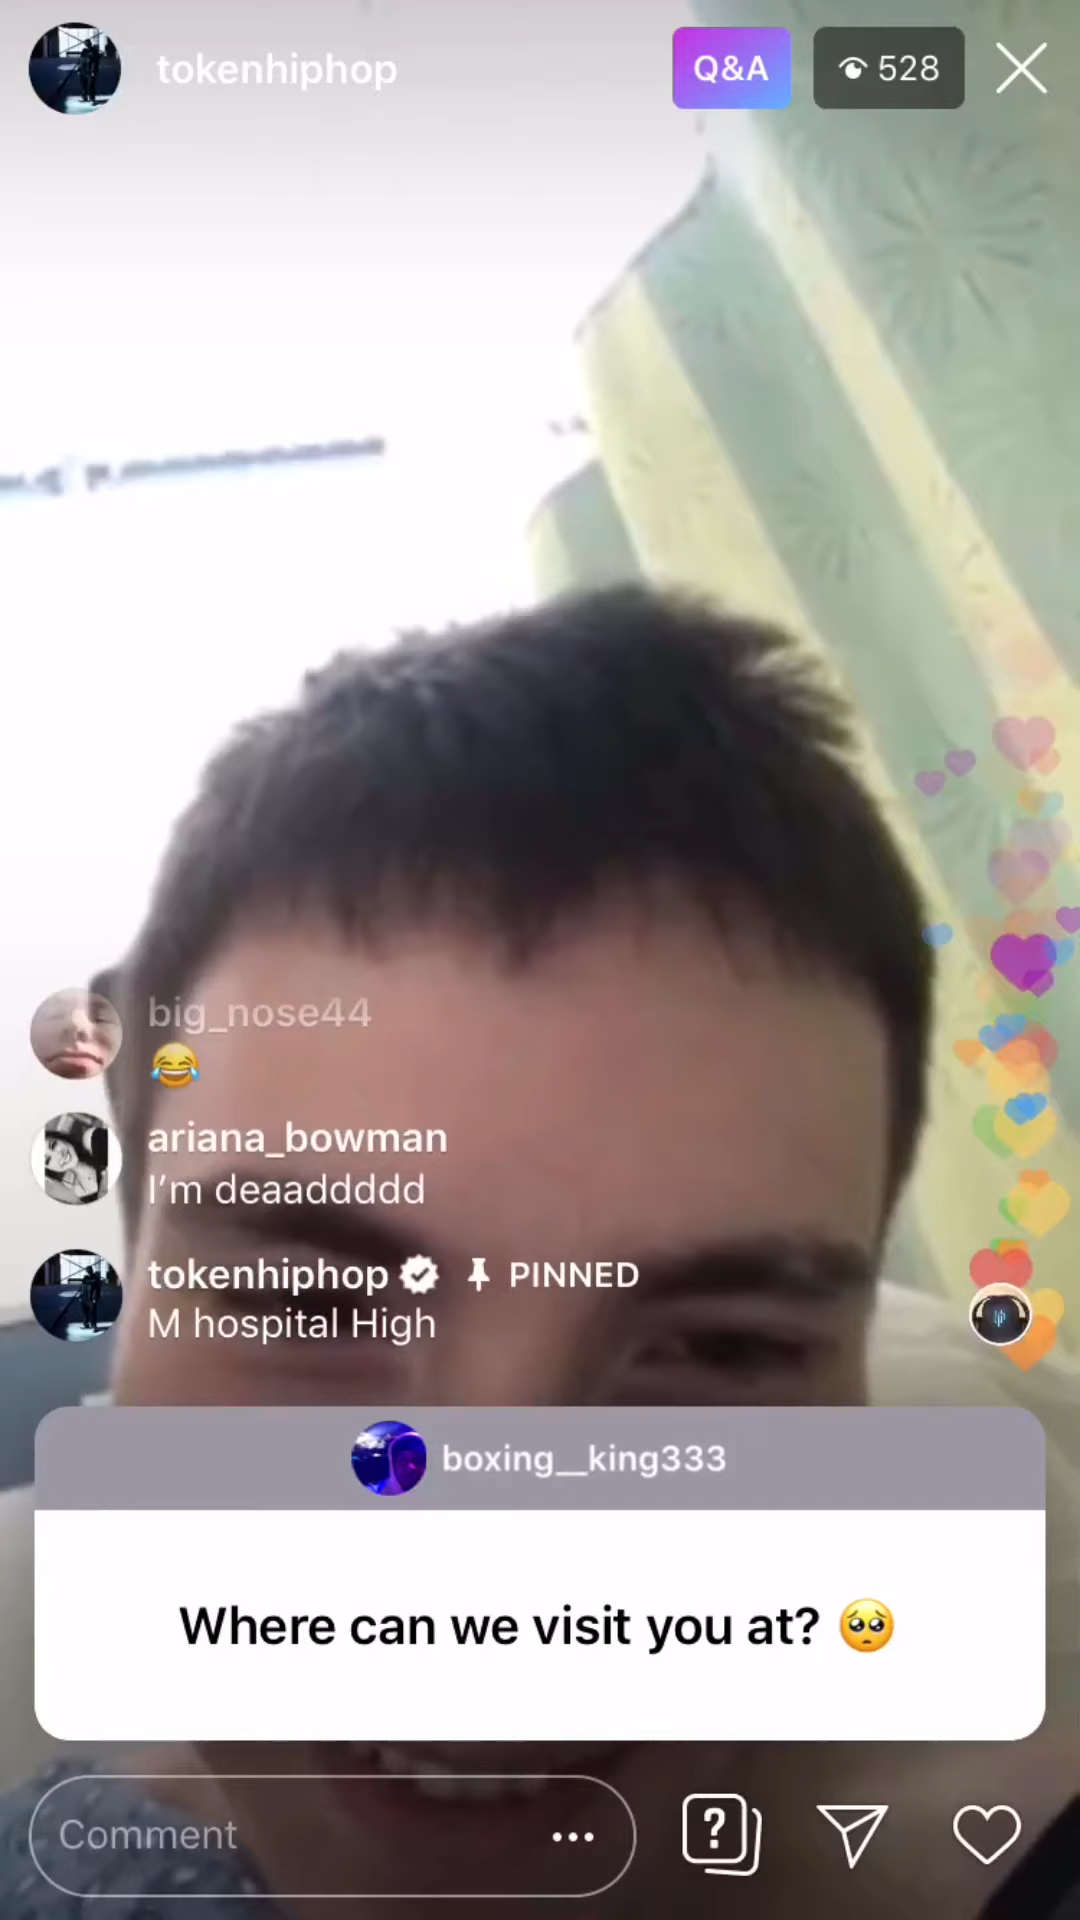 tokenhiphop
Q&A
528
big_nose44
😂
ariana_bowman
I'm deaaddddd
tokenhiphop PINNED
M hospital High
boxing__king333
Where can we visit you at? 🥺
Comment